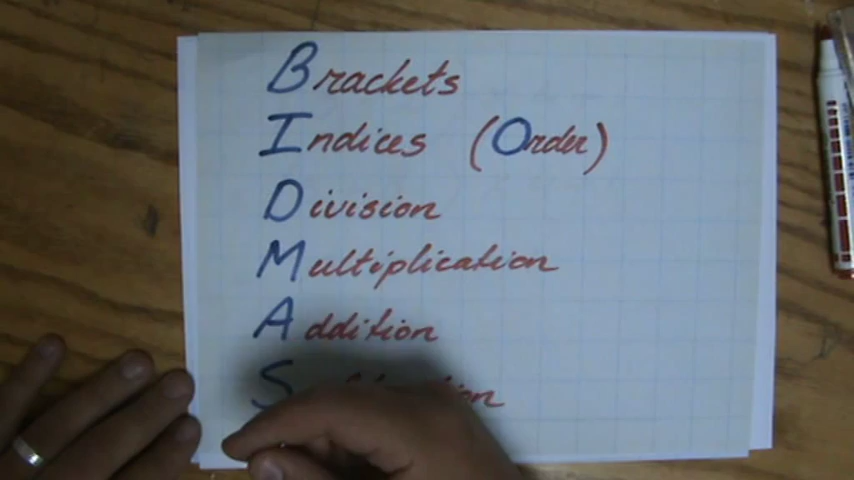 Brackets
Indices (Order)
Division
Multiplication
Addition